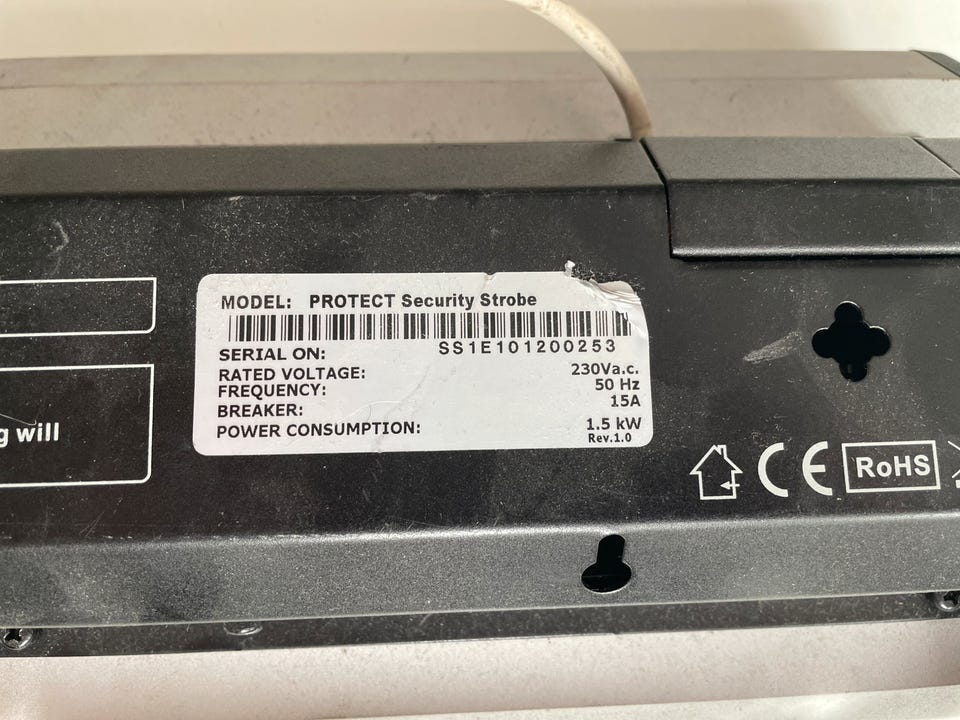 MODEL: PROTECT Security Strobe
SERIAL ON: SS1E101200253
RATED VOLTAGE: 230Va.c.
FREQUENCY: 50 Hz
BREAKER: 15A
POWER CONSUMPTION: 1.5 kW
Rev.1.0
will
CE RoHS